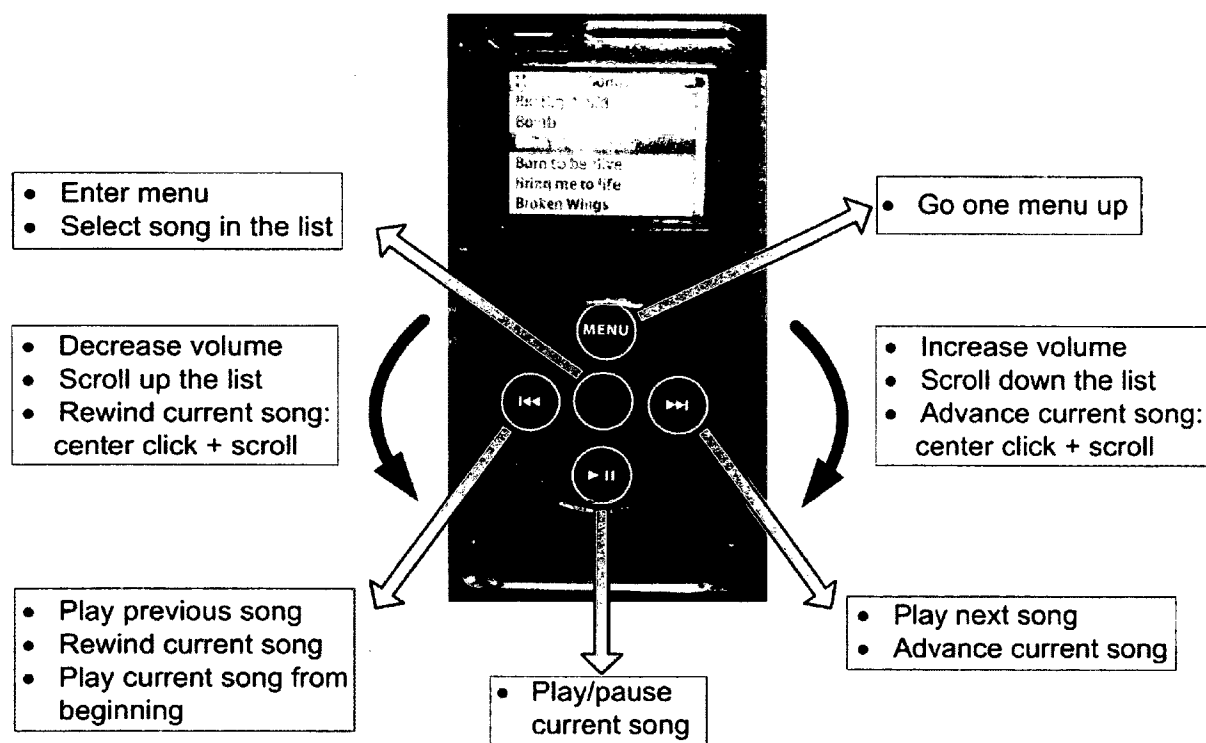 Bomb
Born to be alive
Bring me to life
Broken Wings
• Enter menu
• Select song in the list
• Go one menu up
MENU
• Decrease volume
• Scroll up the list
• Rewind current song:
center click + scroll
• Increase volume
• Scroll down the list
• Advance current song:
center click + scroll
• Play previous song
• Rewind current song
• Play current song from
beginning
• Play/pause
current song
• Play next song
• Advance current song